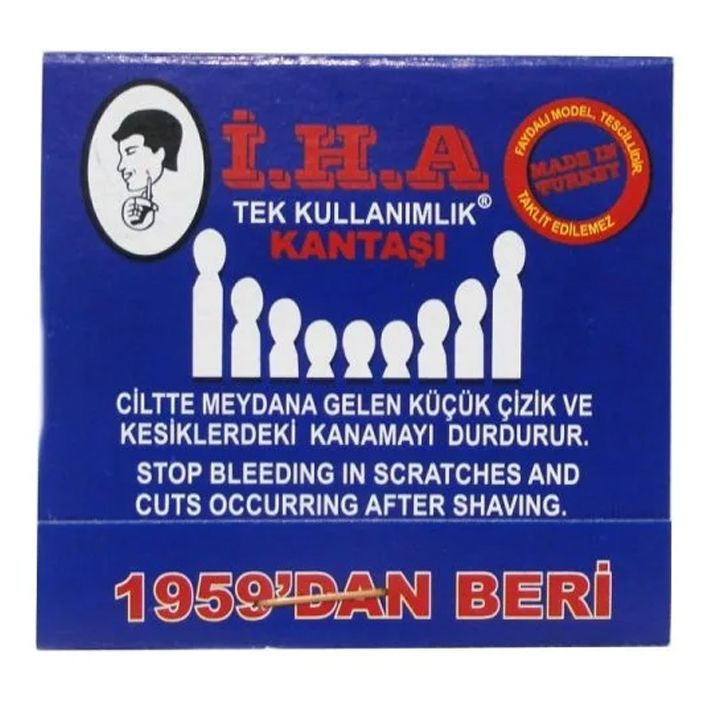 İ.H.A
TEK KULLANIMLIK®
KANTAŞI
FAYDALI MODEL, TESCİLLİDİR
MADE IN
TURKEY
TAKLİT EDİLEMEZ
CİLTTE MEYDANA GELEN KÜÇÜK ÇİZİK VE
KESİKLERDEKİ KANAMAYI DURDURUR.
STOP BLEEDING IN SCRATCHES AND
CUTS OCCURRING AFTER SHAVING.
1959'DAN BERİ